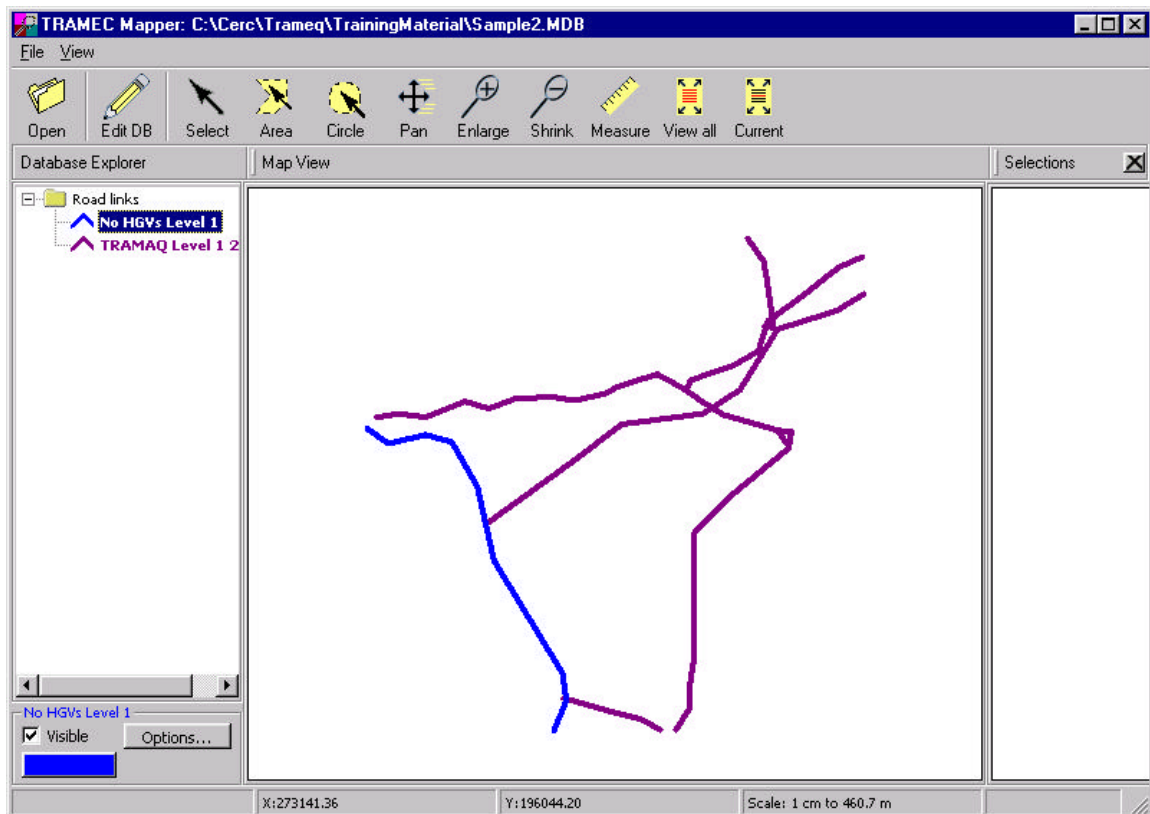 TRAMEC Mapper: C:\Cerc\Trameq\TrainingMaterial\Sample2.MDB
File View
Open Edit DB Select Area Circle Pan Enlarge Shrink Measure View all Current
Database Explorer Map View Selections
Road links
No HGVs Level 1
TRAMAQ Level 1 2
No HGVs Level 1
Visible Options...
X:273141.36 Y:196044.20 Scale: 1 cm to 460.7 m